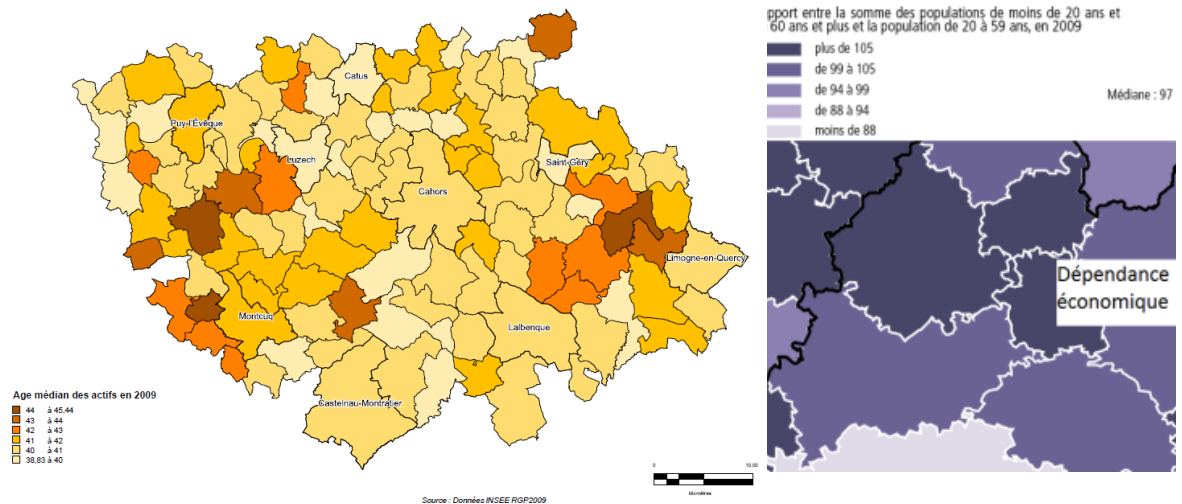 Catus
Puy-l'Évêque
Luzech
Saint-Géry
Cahors
Limogne-en-Quercy
Montcuq
Lalbenque
Castelnau-Montratier
Age médian des actifs en 2009
44 à 45,44
43 à 44
42 à 43
41 à 42
40 à 41
38,83 à 40
0 10,00
kilomètres
Source : Données INSEE RGP2009
pport entre la somme des populations de moins de 20 ans et
60 ans et plus et la population de 20 à 59 ans, en 2009
plus de 105
de 99 à 105
de 94 à 99
de 88 à 94
moins de 88
Médiane : 97
Dépendance
économique